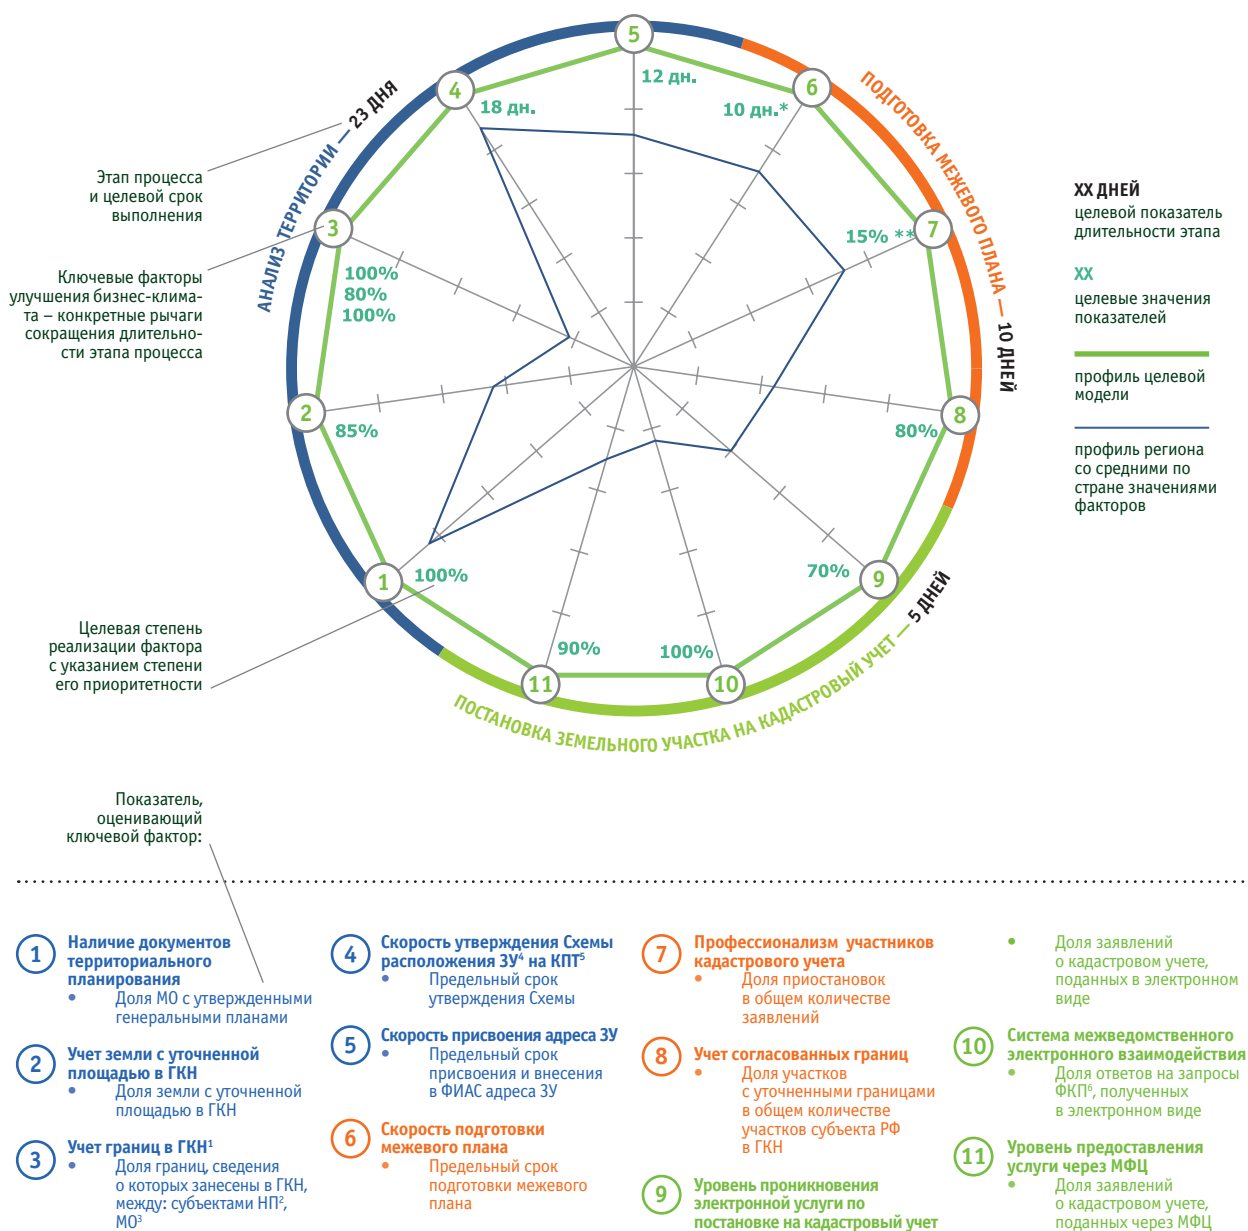 5
12 дн.
4
18 дн.
6
10 дн.*
АНАЛИЗ ТЕРРИТОРИИ — 23 ДНЯ
ПОДГОТОВКА МЕЖЕВОГО ПЛАНА — 10 ДНЕЙ
Этап процесса
и целевой срок
выполнения
3
100%
80%
100%
7
15% **
Ключевые факторы
улучшения бизнес-клима-
та – конкретные рычаги
сокращения длительно-
сти этапа процесса
2
85%
8
80%
1
100%
9
70%
Целевая степень
реализации фактора
с указанием степени
его приоритетности
11
90%
10
100%
ПОСТАНОВКА ЗЕМЕЛЬНОГО УЧАСТКА НА КАДАСТРОВЫЙ УЧЕТ — 5 ДНЕЙ
XX ДНЕЙ
целевой показатель
длительности этапа
XX
целевые значения
показателей
профиль целевой
модели
профиль региона
со средними по
стране значениями
факторов
Показатель,
оценивающий
ключевой фактор:
1
Наличие документов
территориального
планирования
• Доля МО с утвержденными
генеральными планами
2
Учет земли с уточненной
площадью в ГКН
• Доля земли с уточненной
площадью в ГКН
3
Учет границ в ГКН¹
• Доля границ, сведения
о которых занесены в ГКН,
между: субъектами НП²,
МО³
4
Скорость утверждения Схемы
расположения ЗУ⁴ на КПТ⁵
• Предельный срок
утверждения Схемы
5
Скорость присвоения адреса ЗУ
• Предельный срок
присвоения и внесения
в ФИАС адреса ЗУ
6
Скорость подготовки
межевого плана
• Предельный срок
подготовки межевого
плана
7
Профессионализм участников
кадастрового учета
• Доля приостановок
в общем количестве
заявлений
8
Учет согласованных границ
• Доля участков
с уточненными границами
в общем количестве
участков субъекта РФ
в ГКН
9
Уровень проникновения
электронной услуги по
постановке на кадастровый учет
• Доля заявлений
о кадастровом учете,
поданных в электронном
виде
10
Система межведомственного
электронного взаимодействия
• Доля ответов на запросы
ФКП⁶, полученных
в электронном виде
11
Уровень предоставления
услуги через МФЦ
• Доля заявлений
о кадастровом учете,
поданных через МФЦ